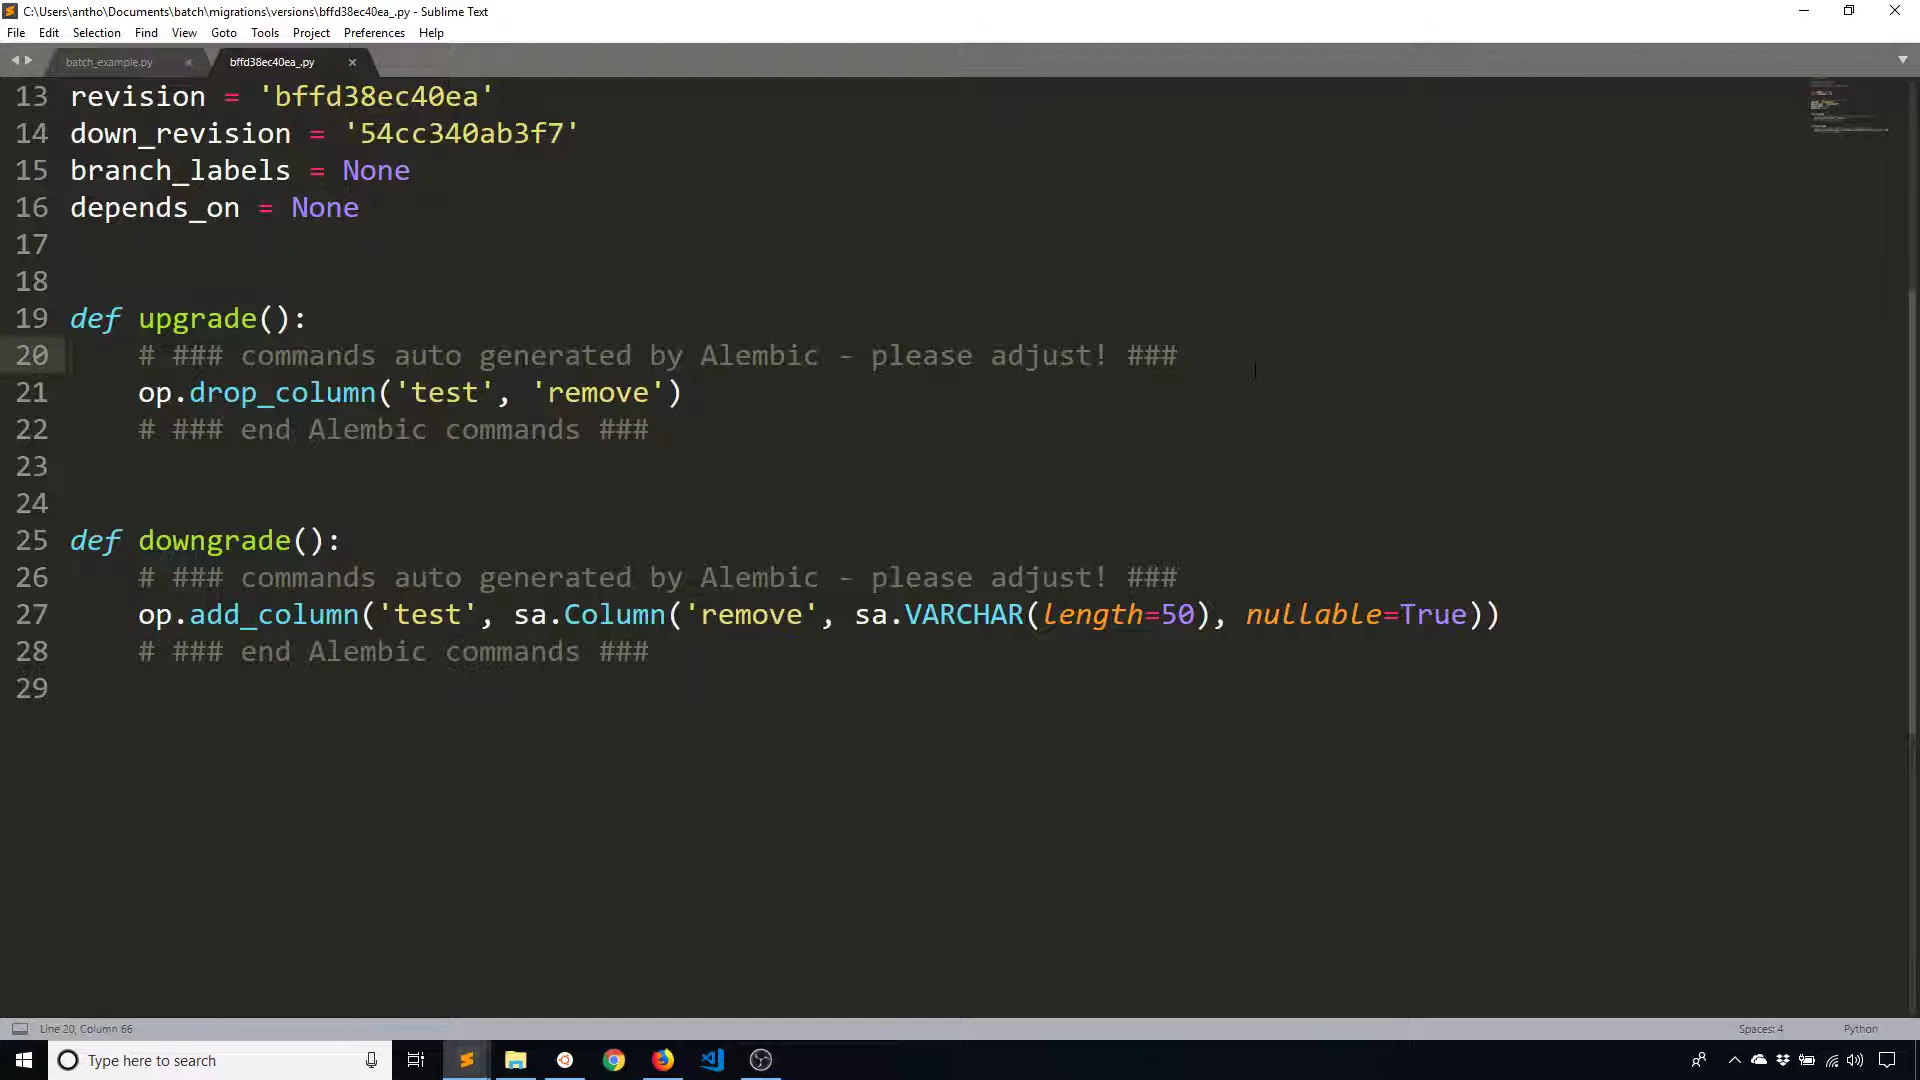 C:\Users\antho\Documents\batch\migrations\versions\bffd38ec40ea_.py - Sublime Text
File Edit Selection Find View Goto Tools Project Preferences Help
batch_example.py bffd38ec40ea_.py
13 revision = 'bffd38ec40ea'
14 down_revision = '54cc340ab3f7'
15 branch_labels = None
16 depends_on = None
17
18
19 def upgrade():
20     # ### commands auto generated by Alembic - please adjust! ###
21     op.drop_column('test', 'remove')
22     # ### end Alembic commands ###
23
24
25 def downgrade():
26     # ### commands auto generated by Alembic - please adjust! ###
27     op.add_column('test', sa.Column('remove', sa.VARCHAR(length=50), nullable=True))
28     # ### end Alembic commands ###
29
Line 20, Column 66 Spaces: 4 Python
Type here to search